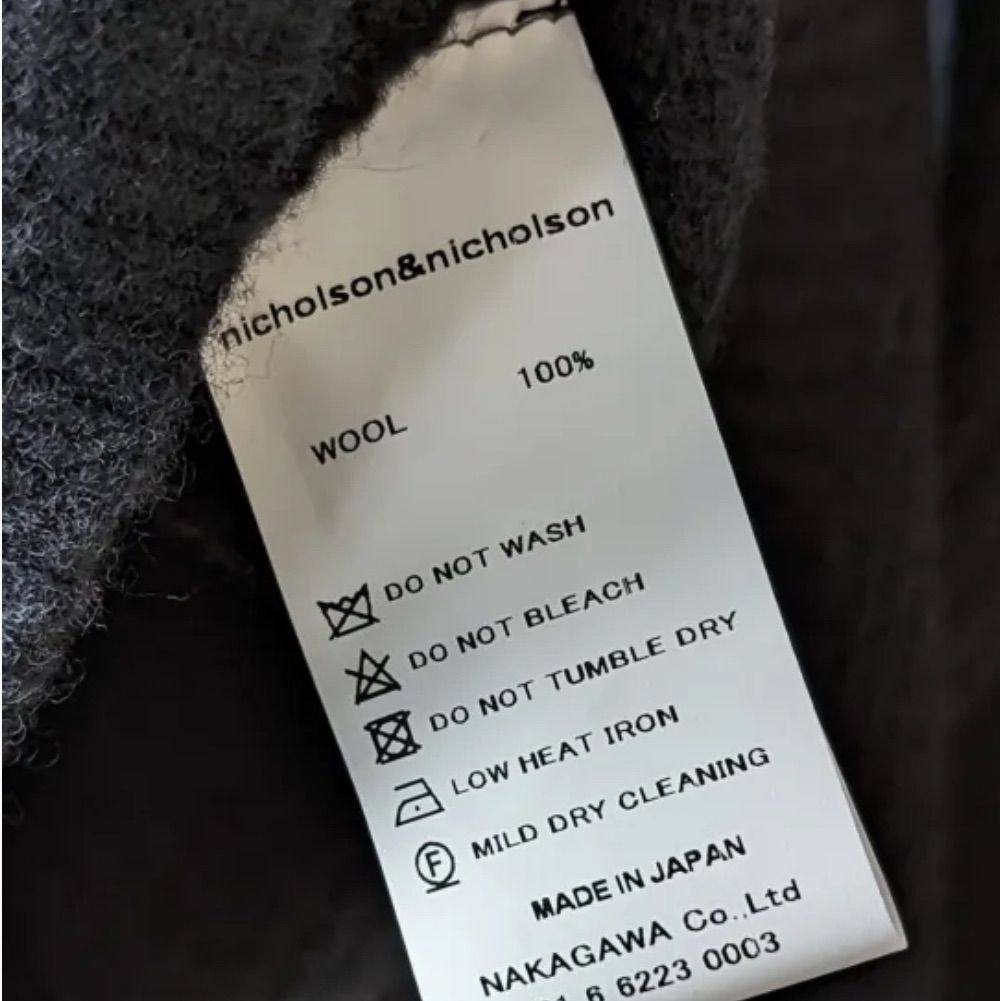 nicholson&nicholson
WOOL 100%
DO NOT WASH
DO NOT BLEACH
DO NOT TUMBLE DRY
LOW HEAT IRON
F MILD DRY CLEANING
MADE IN JAPAN
NAKAGAWA Co.,Ltd
6 6223 0003